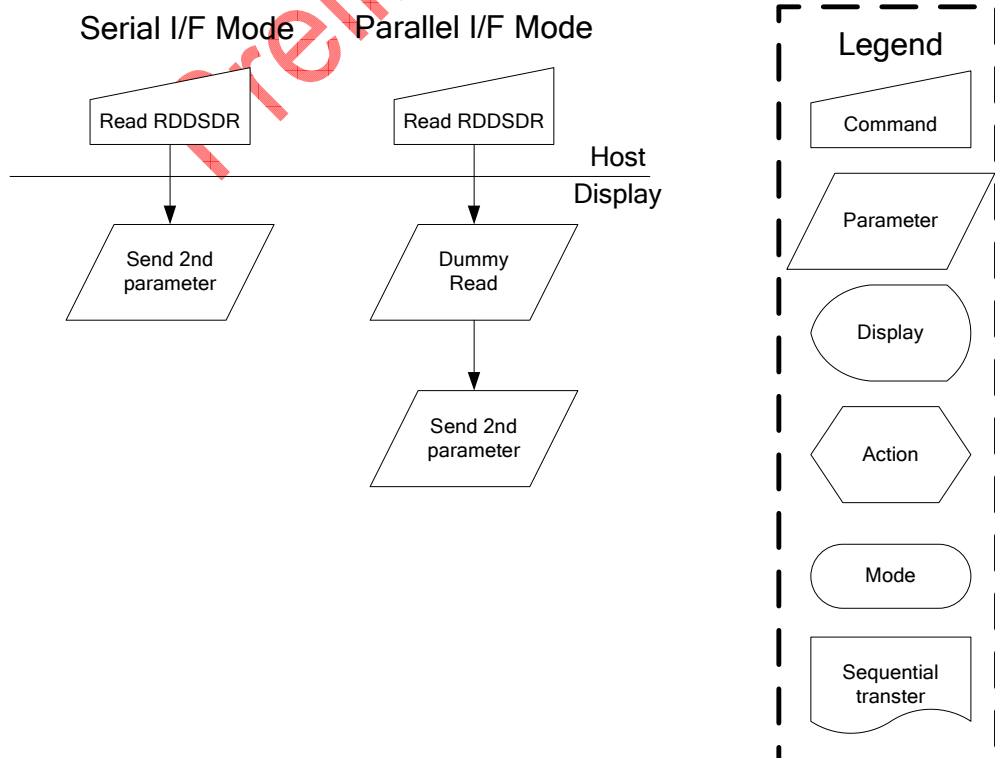 Serial I/F Mode
Parallel I/F Mode
Read RDDSDR
Read RDDSDR
Host
Display
Send 2nd
parameter
Dummy
Read
Send 2nd
parameter
Legend
Command
Parameter
Display
Action
Mode
Sequential
transter